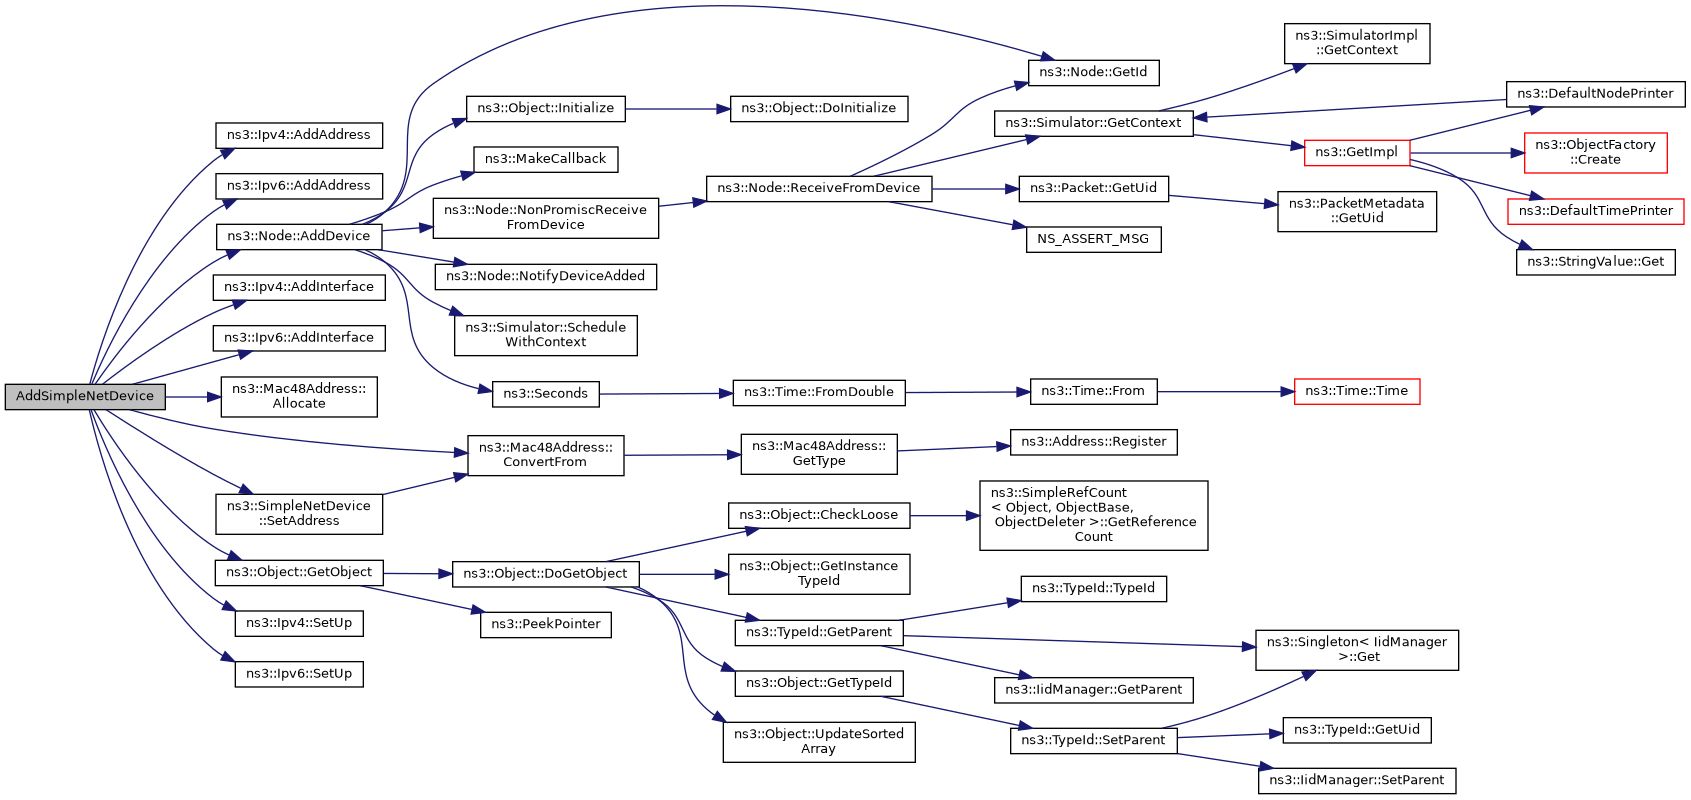 AddSimpleNetDevice
ns3::Ipv4::AddAddress
ns3::Ipv6::AddAddress
ns3::Node::AddDevice
ns3::Ipv4::AddInterface
ns3::Ipv6::AddInterface
ns3::Mac48Address::
Allocate
ns3::SimpleNetDevice
::SetAddress
ns3::Object::GetObject
ns3::Ipv4::SetUp
ns3::Ipv6::SetUp
ns3::Object::Initialize
ns3::MakeCallback
ns3::Node::NonPromiscReceive
FromDevice
ns3::Node::NotifyDeviceAdded
ns3::Simulator::Schedule
WithContext
ns3::Seconds
ns3::Mac48Address::
ConvertFrom
ns3::Object::DoGetObject
ns3::PeekPointer
ns3::Object::DoInitialize
ns3::Node::ReceiveFromDevice
ns3::Time::FromDouble
ns3::Mac48Address::
GetType
ns3::Object::CheckLoose
ns3::Object::GetInstance
TypeId
ns3::TypeId::GetParent
ns3::Object::GetTypeId
ns3::Object::UpdateSorted
Array
ns3::Node::GetId
ns3::Simulator::GetContext
ns3::Packet::GetUid
NS_ASSERT_MSG
ns3::Time::From
ns3::Address::Register
ns3::SimpleRefCount
< Object, ObjectBase,
ObjectDeleter >::GetReference
Count
ns3::TypeId::TypeId
ns3::IidManager::GetParent
ns3::TypeId::SetParent
ns3::SimulatorImpl
::GetContext
ns3::GetImpl
ns3::PacketMetadata
::GetUid
ns3::Time::Time
ns3::Singleton< IidManager
>::Get
ns3::TypeId::GetUid
ns3::IidManager::SetParent
ns3::DefaultNodePrinter
ns3::ObjectFactory
::Create
ns3::DefaultTimePrinter
ns3::StringValue::Get